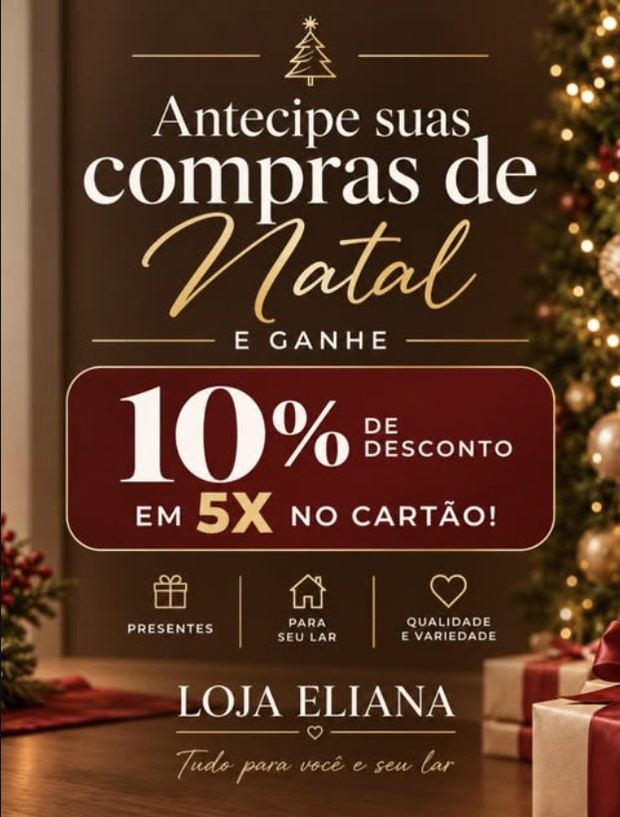 Antecipe suas
compras de
Natal
E GANHE
10% DE
DESCONTO
EM 5X NO CARTÃO!
PRESENTES
PARA
SEU LAR
QUALIDADE
E VARIEDADE
LOJA ELIANA
Tudo para você e seu lar